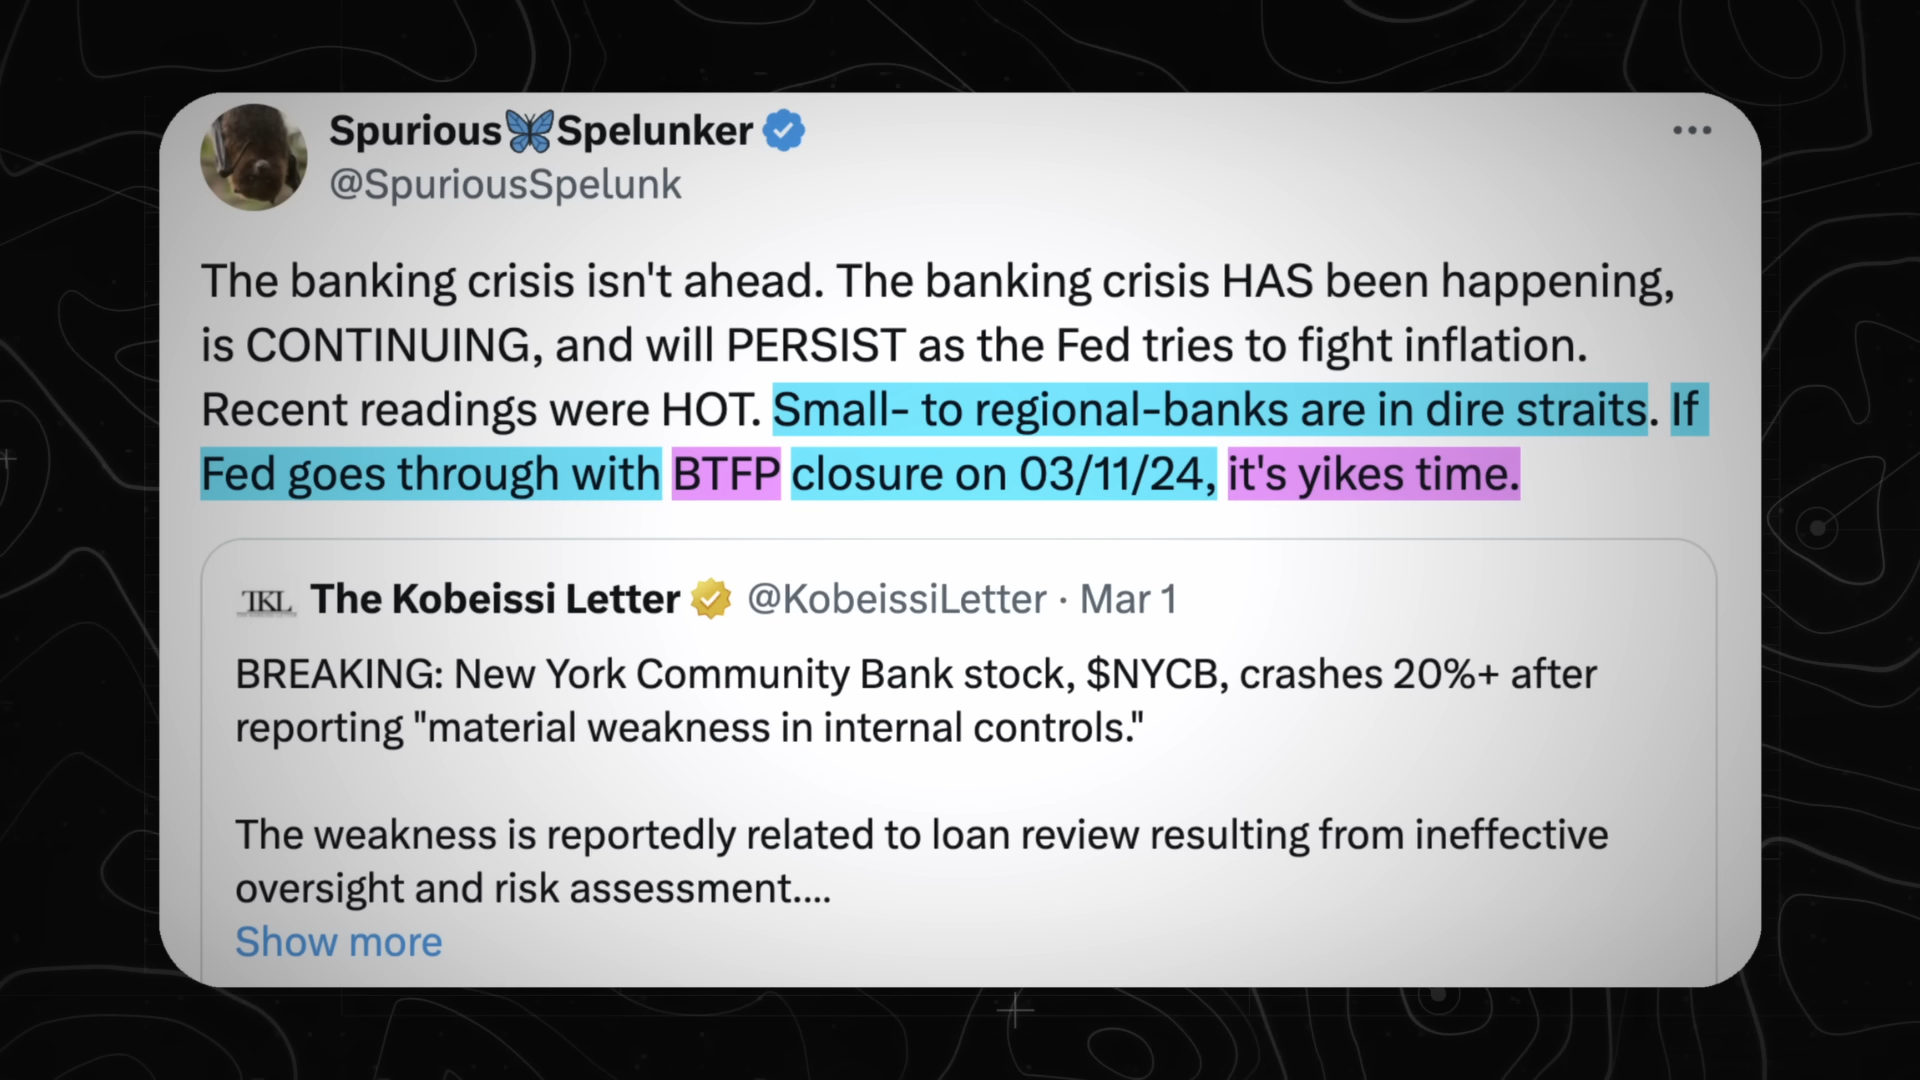 Spurious🦋Spelunker
@SpuriousSpelunk
The banking crisis isn't ahead. The banking crisis HAS been happening,
is CONTINUING, and will PERSIST as the Fed tries to fight inflation.
Recent readings were HOT. Small- to regional-banks are in dire straits. If
Fed goes through with BTFP closure on 03/11/24, it's yikes time.
TKL The Kobeissi Letter @KobeissiLetter · Mar 1
BREAKING: New York Community Bank stock, $NYCB, crashes 20%+ after
reporting "material weakness in internal controls."
The weakness is reportedly related to loan review resulting from ineffective
oversight and risk assessment....
Show more